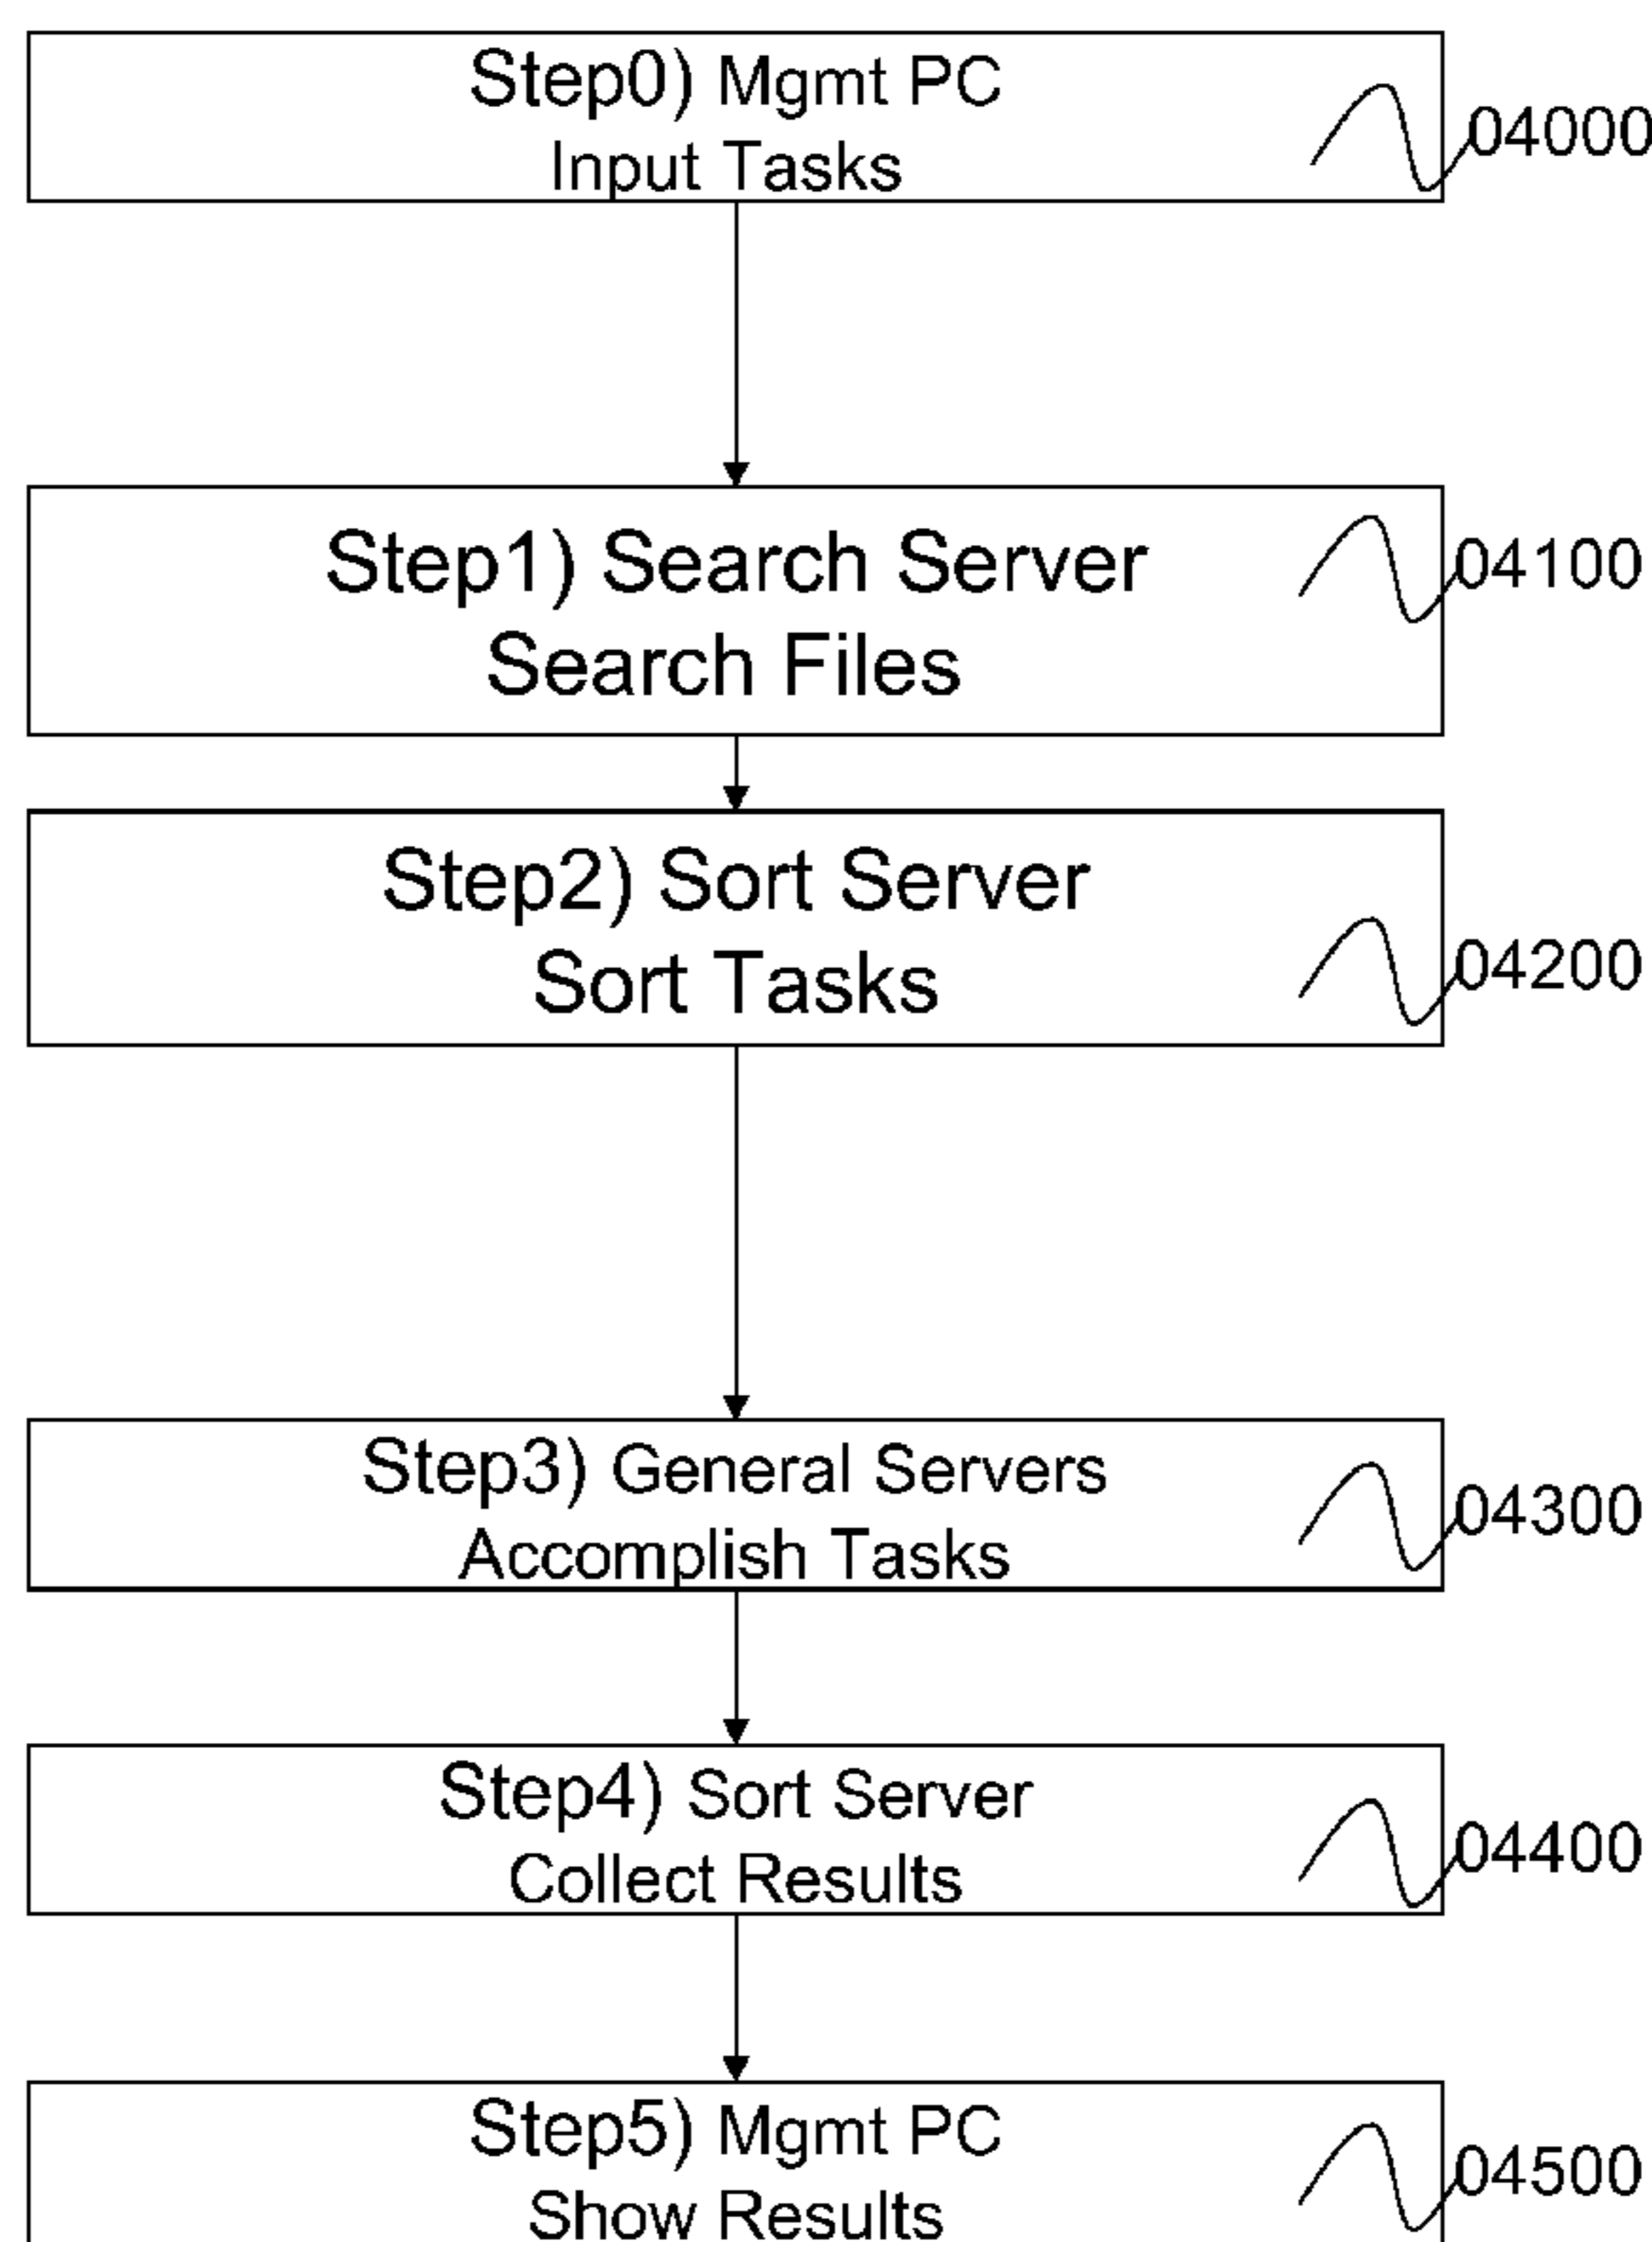 Step0) Mgmt PC
Input Tasks
04000
Step1) Search Server
Search Files
04100
Step2) Sort Server
Sort Tasks
04200
Step3) General Servers
Accomplish Tasks
04300
Step4) Sort Server
Collect Results
04400
Step5) Mgmt PC
Show Results
04500